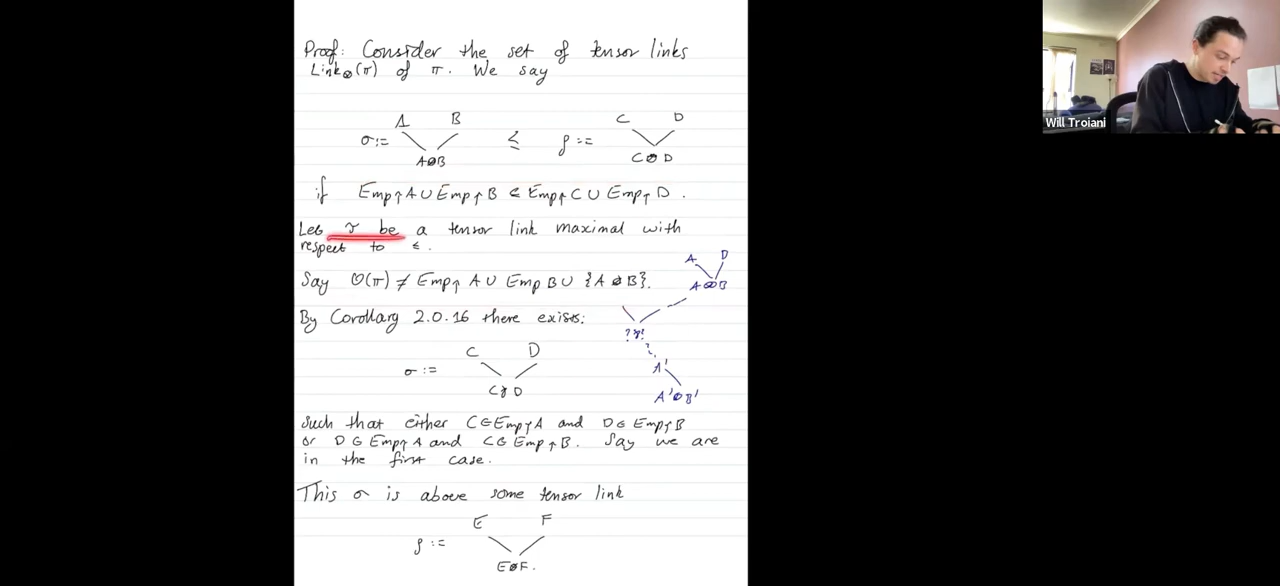 Proof: Consider the set of tensor links
Link⊗(π) of π. We say
A B C D
σ:= ≤ ρ:=
A⊗B C⊗D
if Emp↑A ∪ Emp↑B ⊆ Emp↑C ∪ Emp↑D.
Let τ be a tensor link maximal with
respect to ≤.
Say O(π) ≠ Emp↑ A ∪ Emp B ∪ {A⊗B}.
By Corollary 2.0.16 there exists:
C D
σ :=
C⅋D
such that either C∈Emp↑A and D∈Emp↑B
or D∈Emp↑A and C∈Emp↑B. Say we are
in the first case.
This σ is above some tensor link
E F
ρ :=
E⊗F.
A D
A⊗B
?⅋!
A'
A'⊗B'
Will Troiani